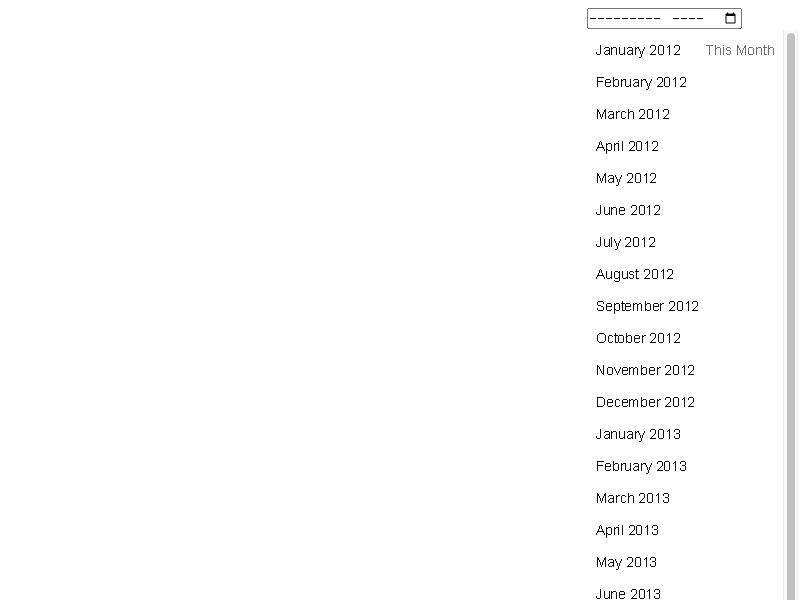 --------- ----
January 2012 This Month
February 2012
March 2012
April 2012
May 2012
June 2012
July 2012
August 2012
September 2012
October 2012
November 2012
December 2012
January 2013
February 2013
March 2013
April 2013
May 2013
June 2013